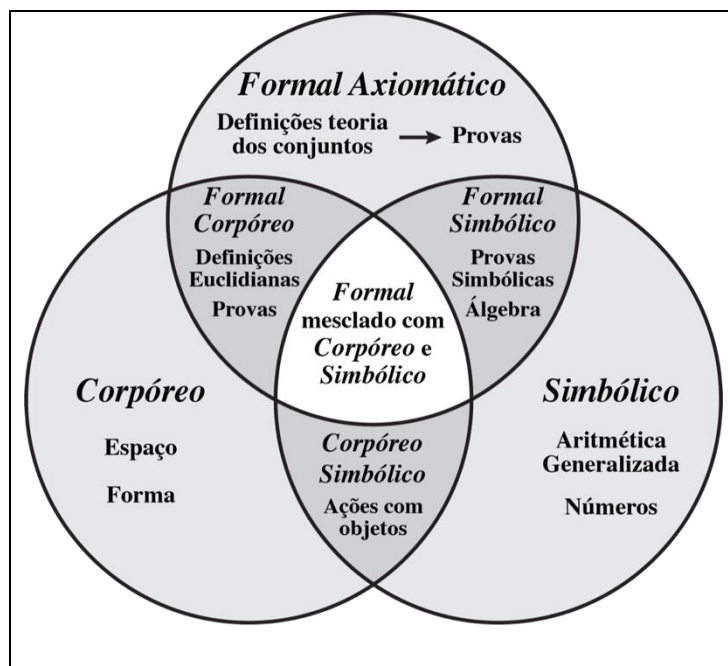 Formal Axiomático
Definições teoria
dos conjuntos
Provas
Formal
Corpóreo
Definições
Euclidianas
Provas
Formal
Simbólico
Provas
Simbólicas
Álgebra
Formal
mesclado com
Corpóreo e
Simbólico
Corpóreo
Espaço
Forma
Simbólico
Aritmética
Generalizada
Números
Corpóreo
Simbólico
Ações com
objetos